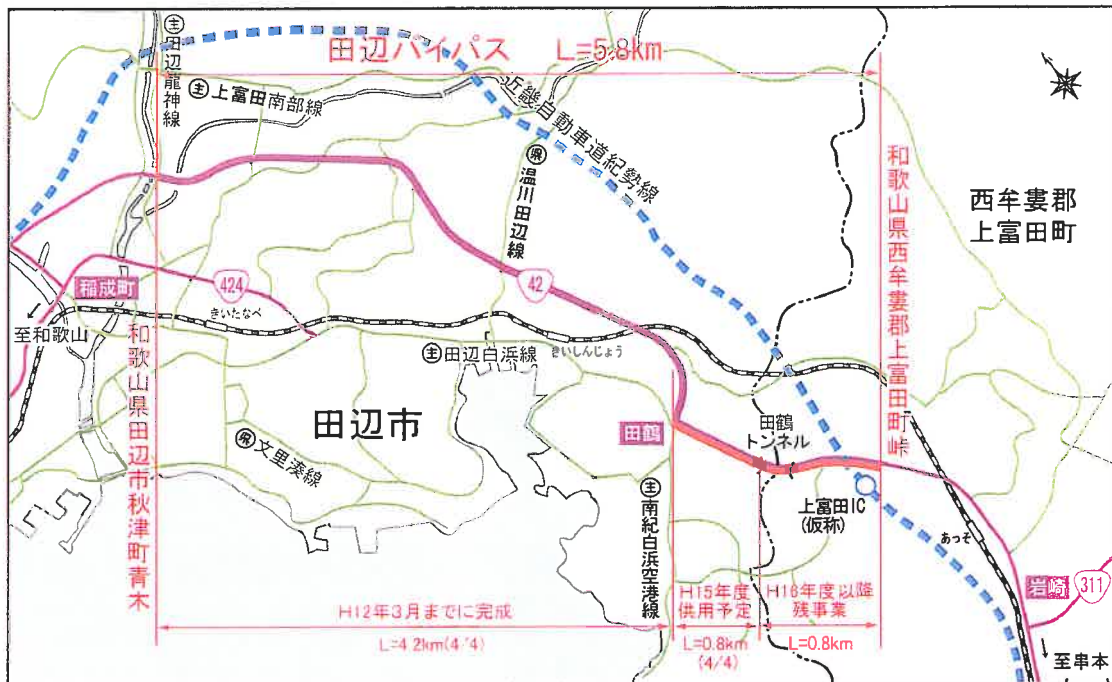 田辺バイパス L=5.8km
主 田辺龍神線
主 上富田南部線
近畿自動車道紀勢線
県 温川田辺線
和歌山県西牟婁郡上富田町峠
西牟婁郡
上富田町
稲成町
424
きいたなべ
42
至和歌山
主 田辺白浜線
きいしんじょう
和歌山県田辺市秋津町青木
田辺市
県 文里湊線
田鶴
田鶴
トンネル
上富田IC
(仮称)
主 南紀白浜空港線
あっそ
岩崎
311
至串本
H12年3月までに完成
L=4.2km(4/4)
H15年度
供用予定
L=0.8km
(4/4)
H16年度以降
残事業
L=0.8km